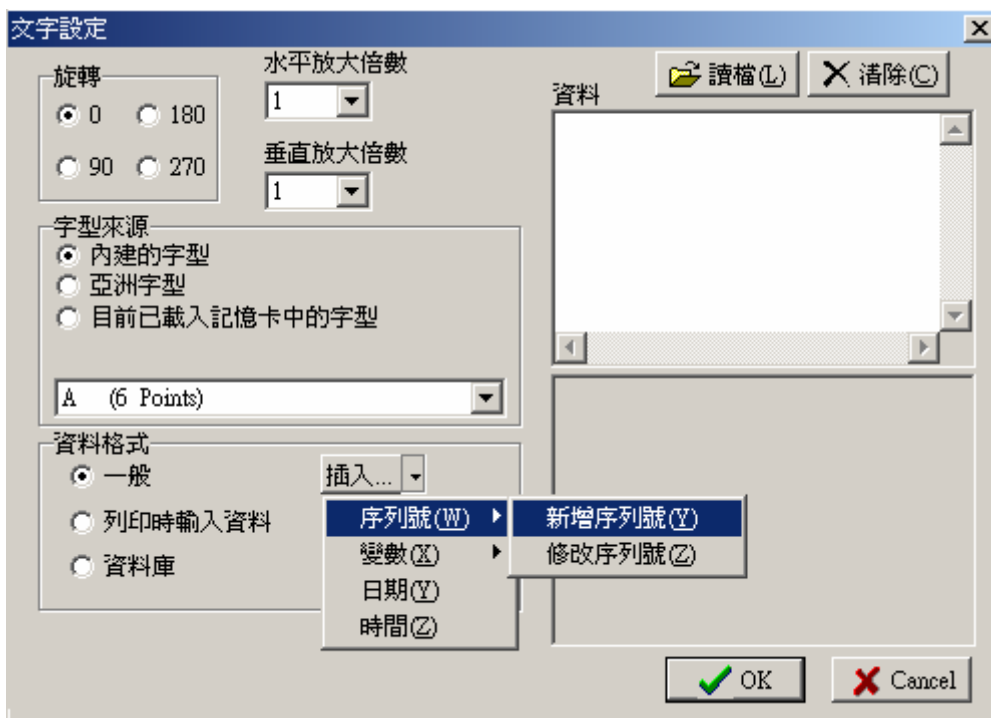 文字設定
旋轉
0 180
90 270
水平放大倍數
1
垂直放大倍數
1
字型來源
內建的字型
亞洲字型
目前已載入記憶卡中的字型
A (6 Points)
資料格式
一般
列印時輸入資料
資料庫
插入...
序列號(W)
變數(X)
日期(Y)
時間(Z)
新增序列號(Y)
修改序列號(Z)
資料
讀檔(L)
清除(C)
OK
Cancel